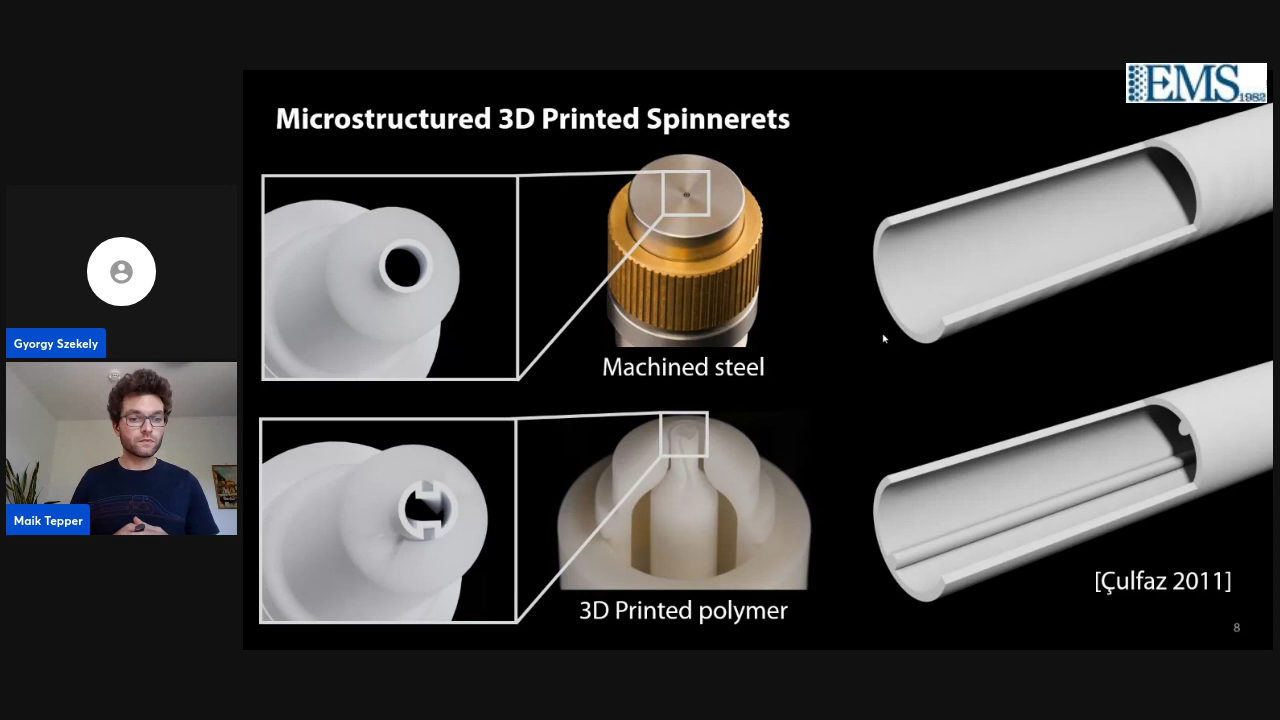 EMS
1982
Microstructured 3D Printed Spinnerets
Machined steel
Gyorgy Szekely
Maik Tepper
3D Printed polymer
[Çulfaz 2011]
8